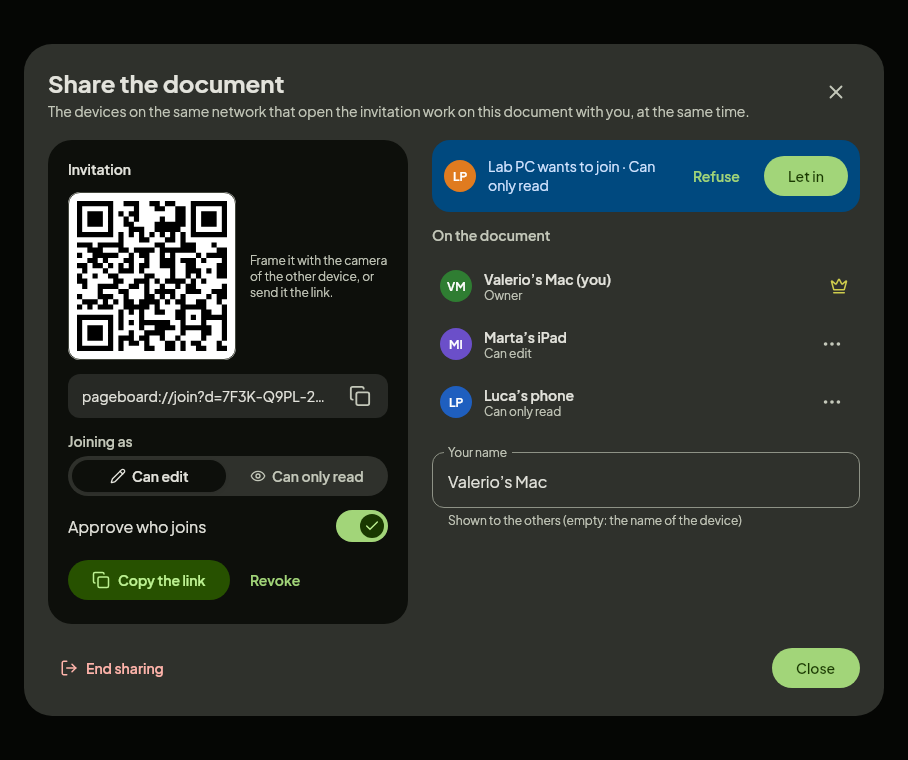 Share the document
The devices on the same network that open the invitation work on this document with you, at the same time.
Invitation
Frame it with the camera
of the other device, or
send it the link.
pageboard://join?d=7F3K-Q9PL-2...
Joining as
Can edit
Can only read
Approve who joins
Copy the link
Revoke
LP
Lab PC wants to join · Can
only read
Refuse
Let in
On the document
VM
Valerio's Mac (you)
Owner
MI
Marta's iPad
Can edit
LP
Luca's phone
Can only read
Your name
Valerio's Mac
Shown to the others (empty: the name of the device)
End sharing
Close